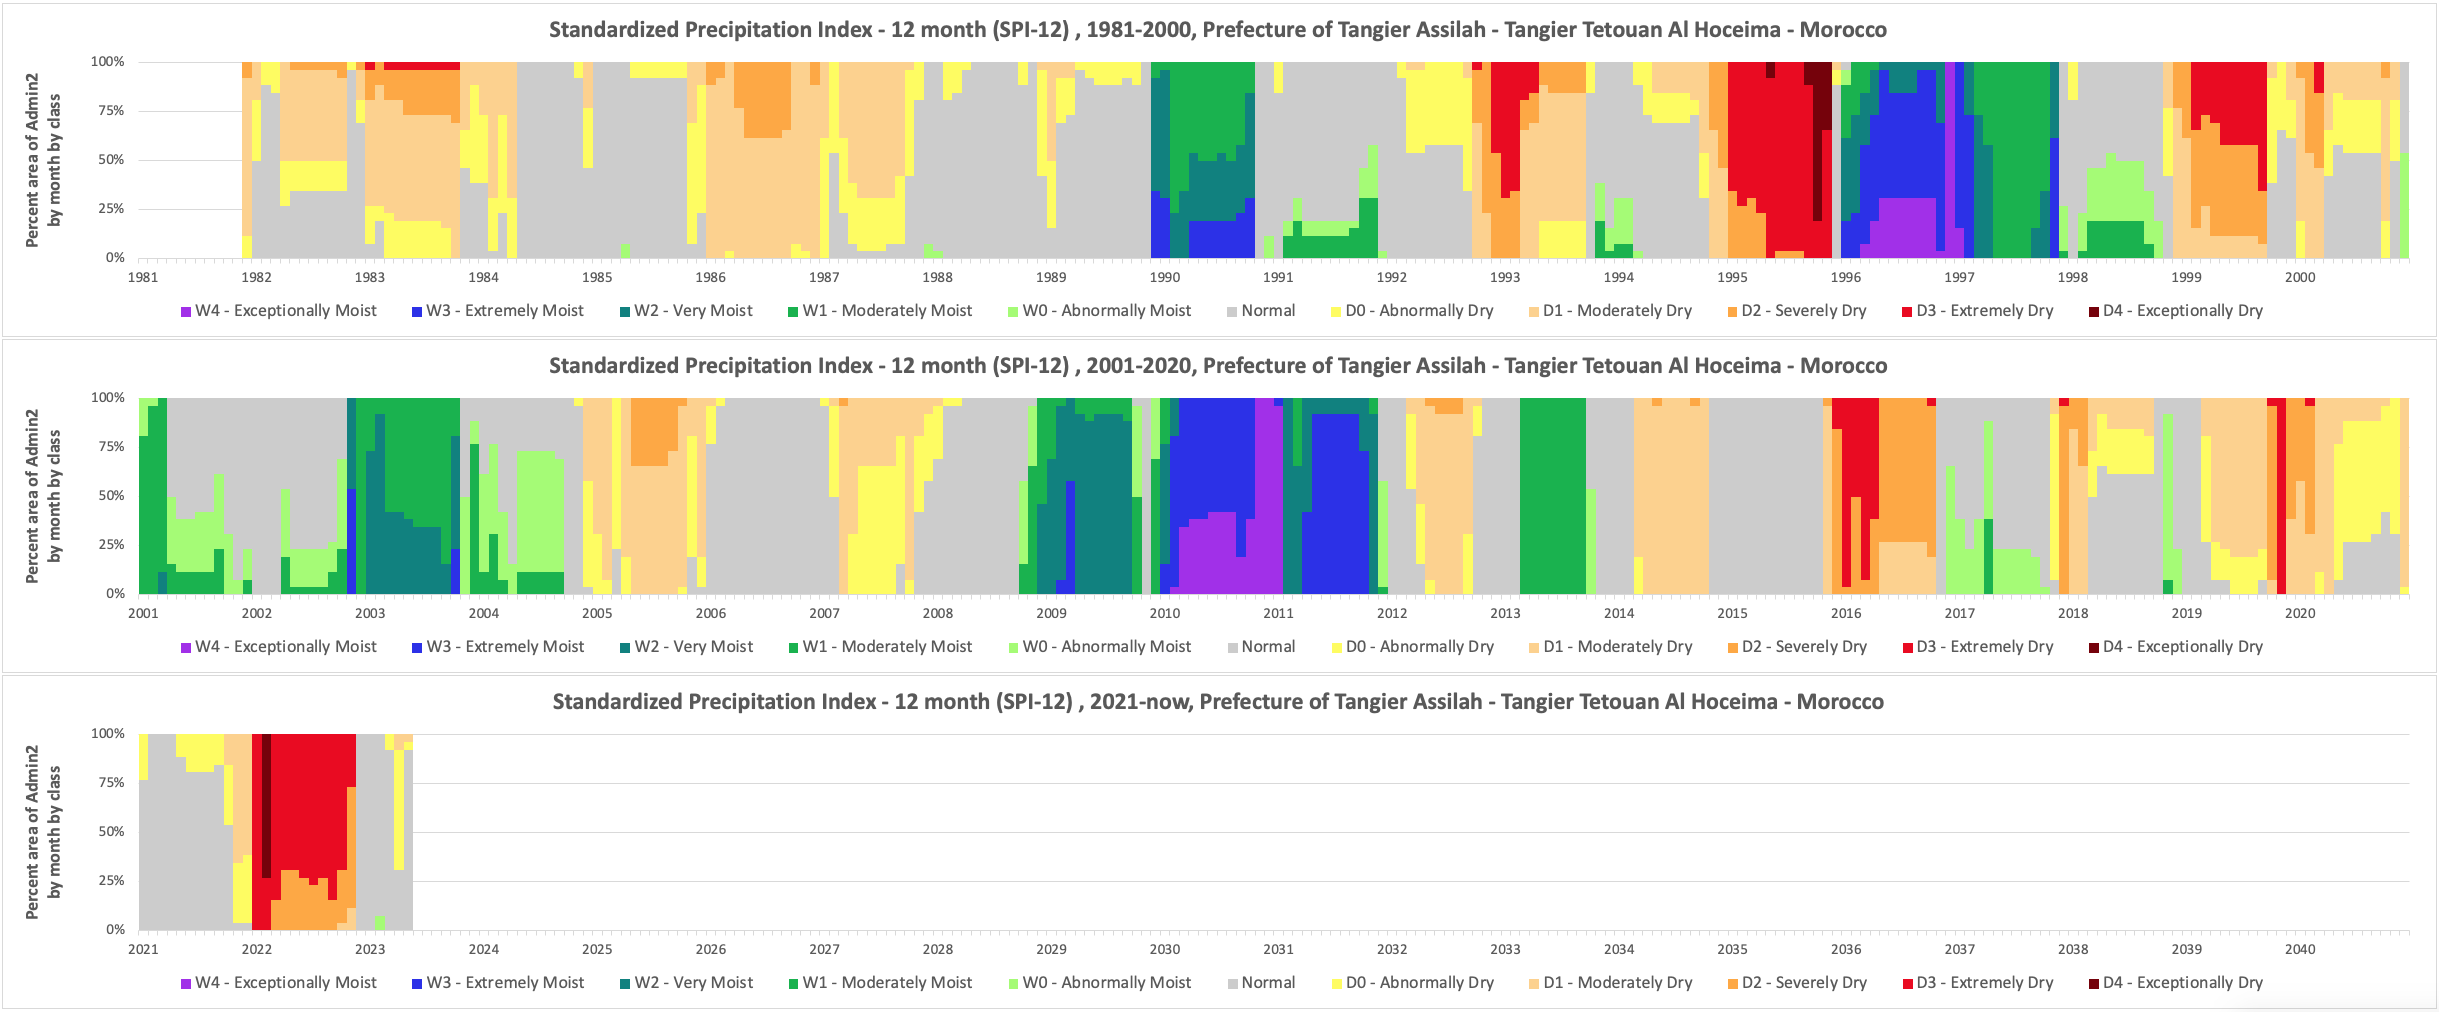 Standardized Precipitation Index - 12 month (SPI-12) , 1981-2000, Prefecture of Tangier Assilah - Tangier Tetouan Al Hoceima - Morocco
Percent area of Admin2
by month by class
100%
75%
50%
25%
0%
1981 1982 1983 1984 1985 1986 1987 1988 1989 1990 1991 1992 1993 1994 1995 1996 1997 1998 1999 2000
W4 - Exceptionally Moist W3 - Extremely Moist W2 - Very Moist W1 - Moderately Moist W0 - Abnormally Moist Normal D0 - Abnormally Dry D1 - Moderately Dry D2 - Severely Dry D3 - Extremely Dry D4 - Exceptionally Dry
Standardized Precipitation Index - 12 month (SPI-12) , 2001-2020, Prefecture of Tangier Assilah - Tangier Tetouan Al Hoceima - Morocco
Percent area of Admin2
by month by class
100%
75%
50%
25%
0%
2001 2002 2003 2004 2005 2006 2007 2008 2009 2010 2011 2012 2013 2014 2015 2016 2017 2018 2019 2020
W4 - Exceptionally Moist W3 - Extremely Moist W2 - Very Moist W1 - Moderately Moist W0 - Abnormally Moist Normal D0 - Abnormally Dry D1 - Moderately Dry D2 - Severely Dry D3 - Extremely Dry D4 - Exceptionally Dry
Standardized Precipitation Index - 12 month (SPI-12) , 2021-now, Prefecture of Tangier Assilah - Tangier Tetouan Al Hoceima - Morocco
Percent area of Admin2
by month by class
100%
75%
50%
25%
0%
2021 2022 2023 2024 2025 2026 2027 2028 2029 2030 2031 2032 2033 2034 2035 2036 2037 2038 2039 2040
W4 - Exceptionally Moist W3 - Extremely Moist W2 - Very Moist W1 - Moderately Moist W0 - Abnormally Moist Normal D0 - Abnormally Dry D1 - Moderately Dry D2 - Severely Dry D3 - Extremely Dry D4 - Exceptionally Dry